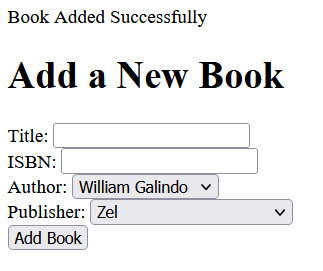 Book Added Successfully
Add a New Book
Title:
ISBN:
Author: William Galindo
Publisher: Zel
Add Book